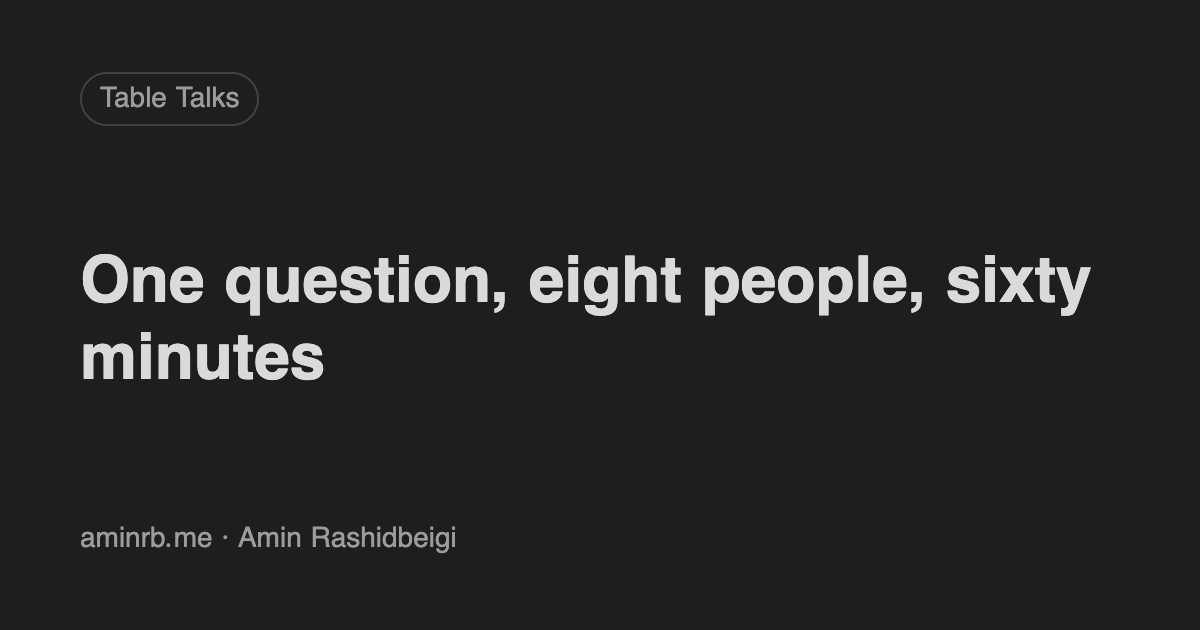 Table Talks
One question, eight people, sixty
minutes
aminrb.me · Amin Rashidbeigi